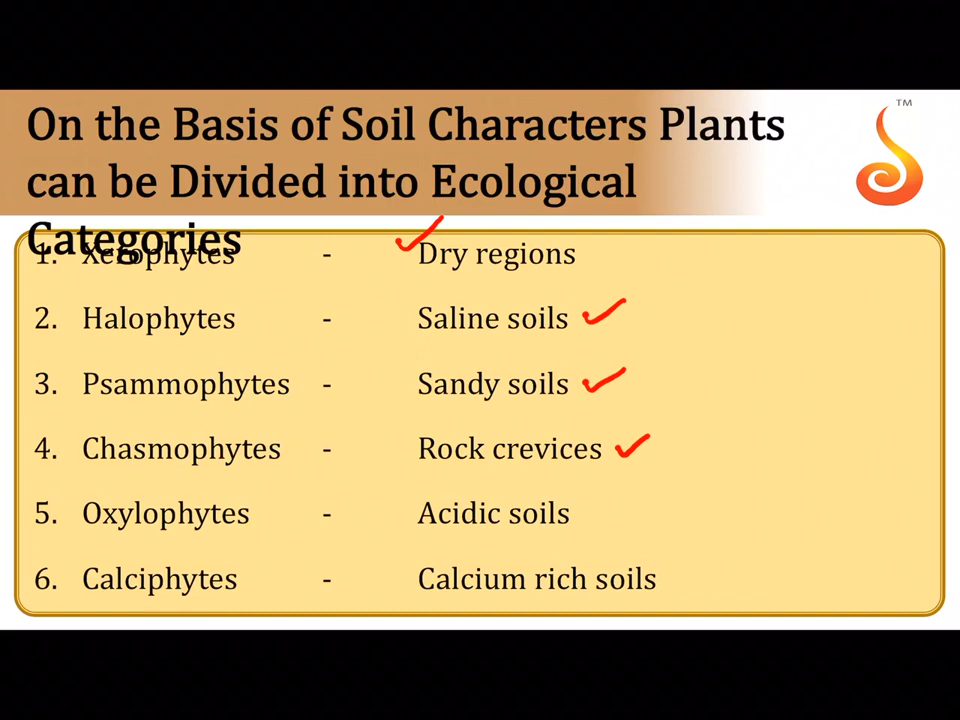 On the Basis of Soil Characters Plants
can be Divided into Ecological
Categories
1. Xerophytes - Dry regions
2. Halophytes - Saline soils
3. Psammophytes - Sandy soils
4. Chasmophytes - Rock crevices
5. Oxylophytes - Acidic soils
6. Calciphytes - Calcium rich soils
TM